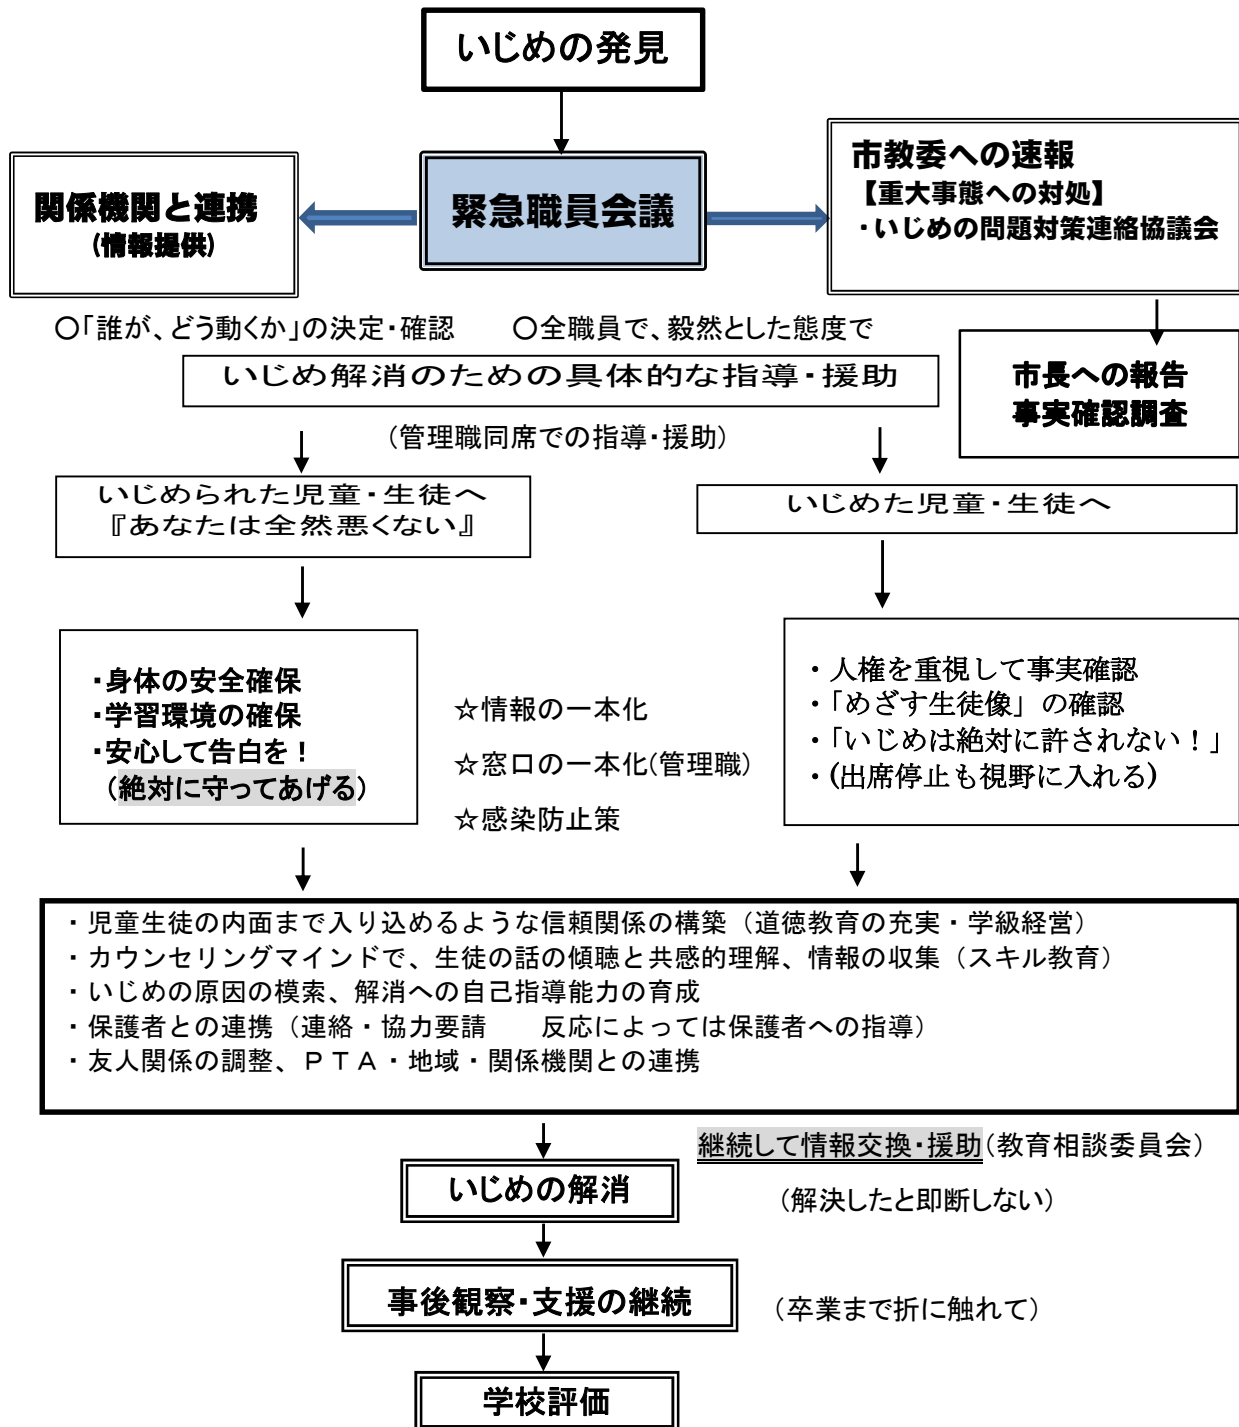 いじめの発見
関係機関と連携
(情報提供)
緊急職員会議
市教委への速報
【重大事態への対処】
・いじめの問題対策連絡協議会
〇「誰が、どう動くか」の決定・確認　　〇全職員で、毅然とした態度で
いじめ解消のための具体的な指導・援助
市長への報告
事実確認調査
(管理職同席での指導・援助)
いじめられた児童・生徒へ
『あなたは全然悪くない』
いじめた児童・生徒へ
・身体の安全確保
・学習環境の確保
・安心して告白を！
(絶対に守ってあげる)
☆情報の一本化
☆窓口の一本化(管理職)
☆感染防止策
・人権を重視して事実確認
・「めざす生徒像」の確認
・「いじめは絶対に許されない！」
・(出席停止も視野に入れる)
・児童生徒の内面まで入り込めるような信頼関係の構築（道徳教育の充実・学級経営）
・カウンセリングマインドで、生徒の話の傾聴と共感的理解、情報の収集（スキル教育）
・いじめの原因の模索、解消への自己指導能力の育成
・保護者との連携（連絡・協力要請　　反応によっては保護者への指導）
・友人関係の調整、ＰＴＡ・地域・関係機関との連携
継続して情報交換・援助(教育相談委員会)
いじめの解消
(解決したと即断しない)
事後観察・支援の継続
(卒業まで折に触れて)
学校評価